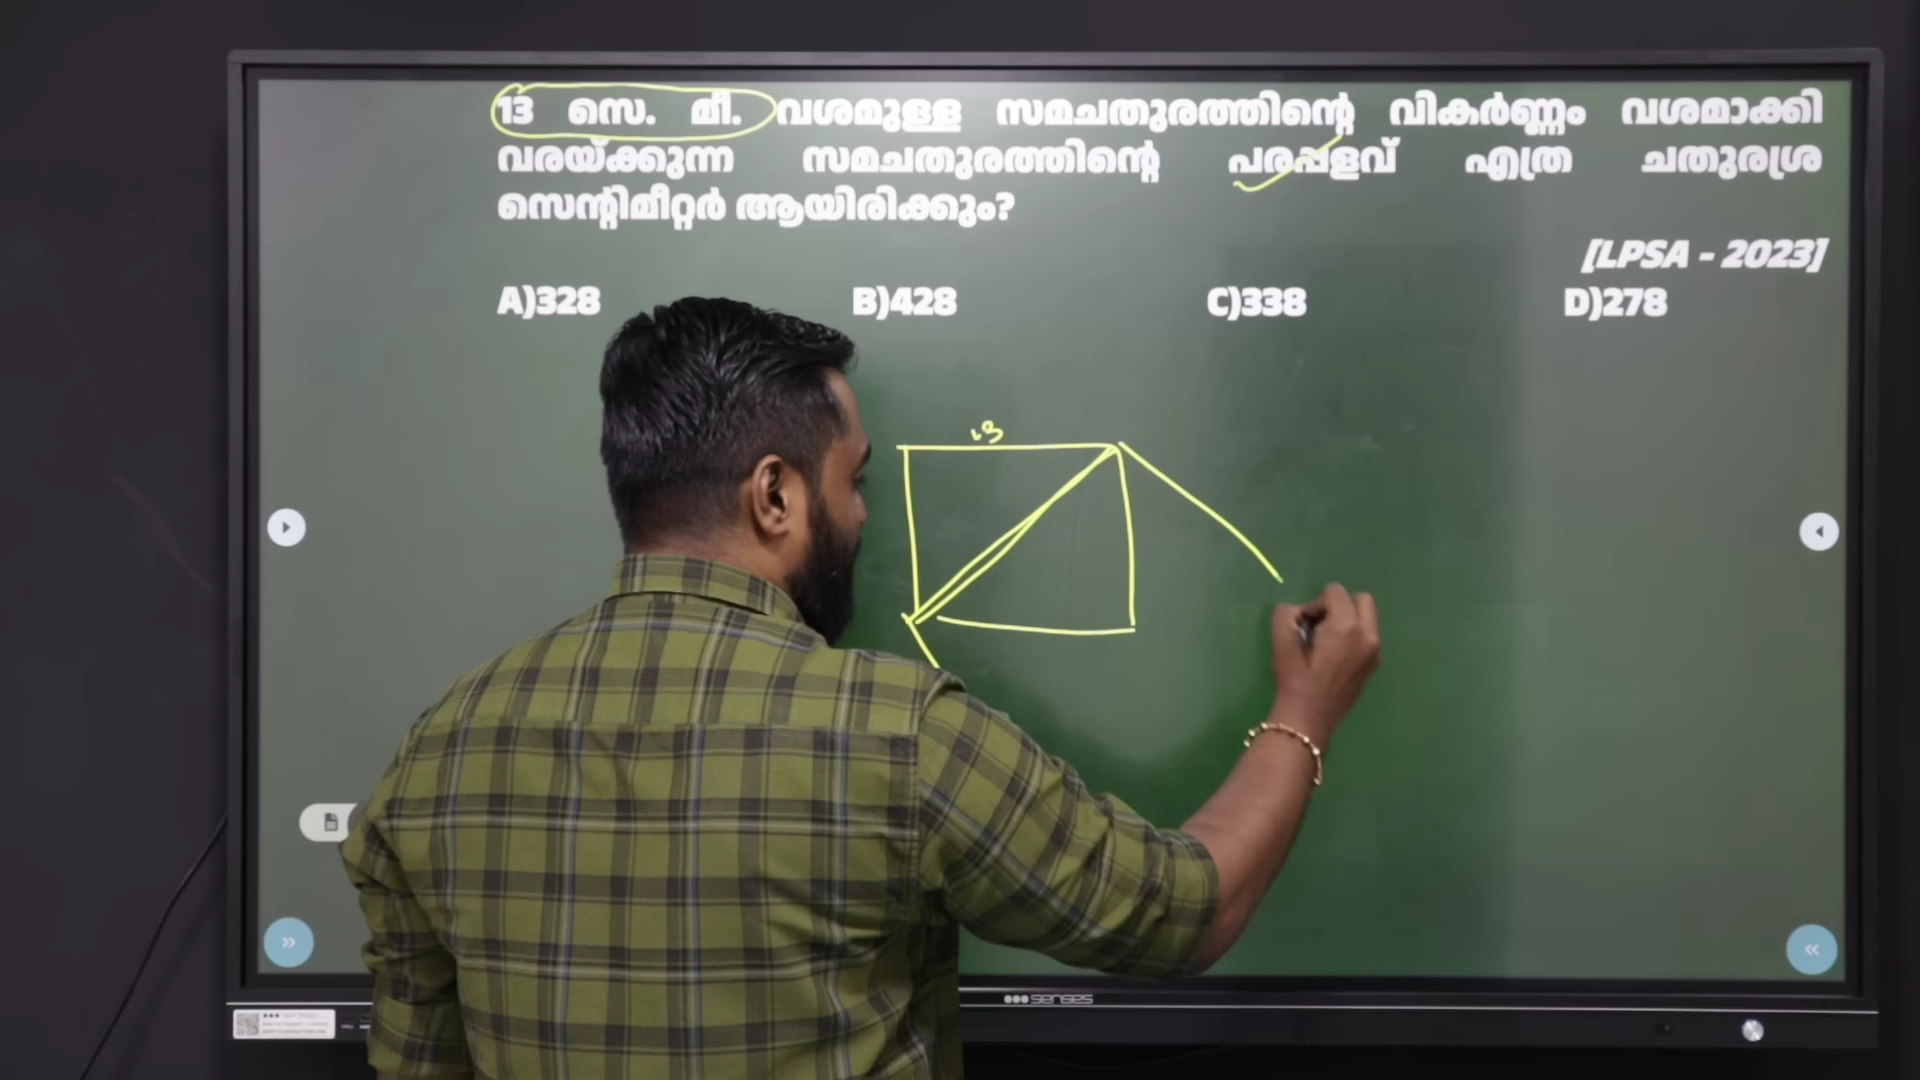 13 സെ. മീ. വശമുള്ള സമചതുരത്തിന്റെ വികർണ്ണം വശമാക്കി
വരയ്ക്കുന്ന സമചതുരത്തിന്റെ പരപ്പളവ് എത്ര ചതുരശ്ര
സെന്റിമീറ്റർ ആയിരിക്കും?
[LPSA - 2023]
A)328 B)428 C)338 D)278
13
senses